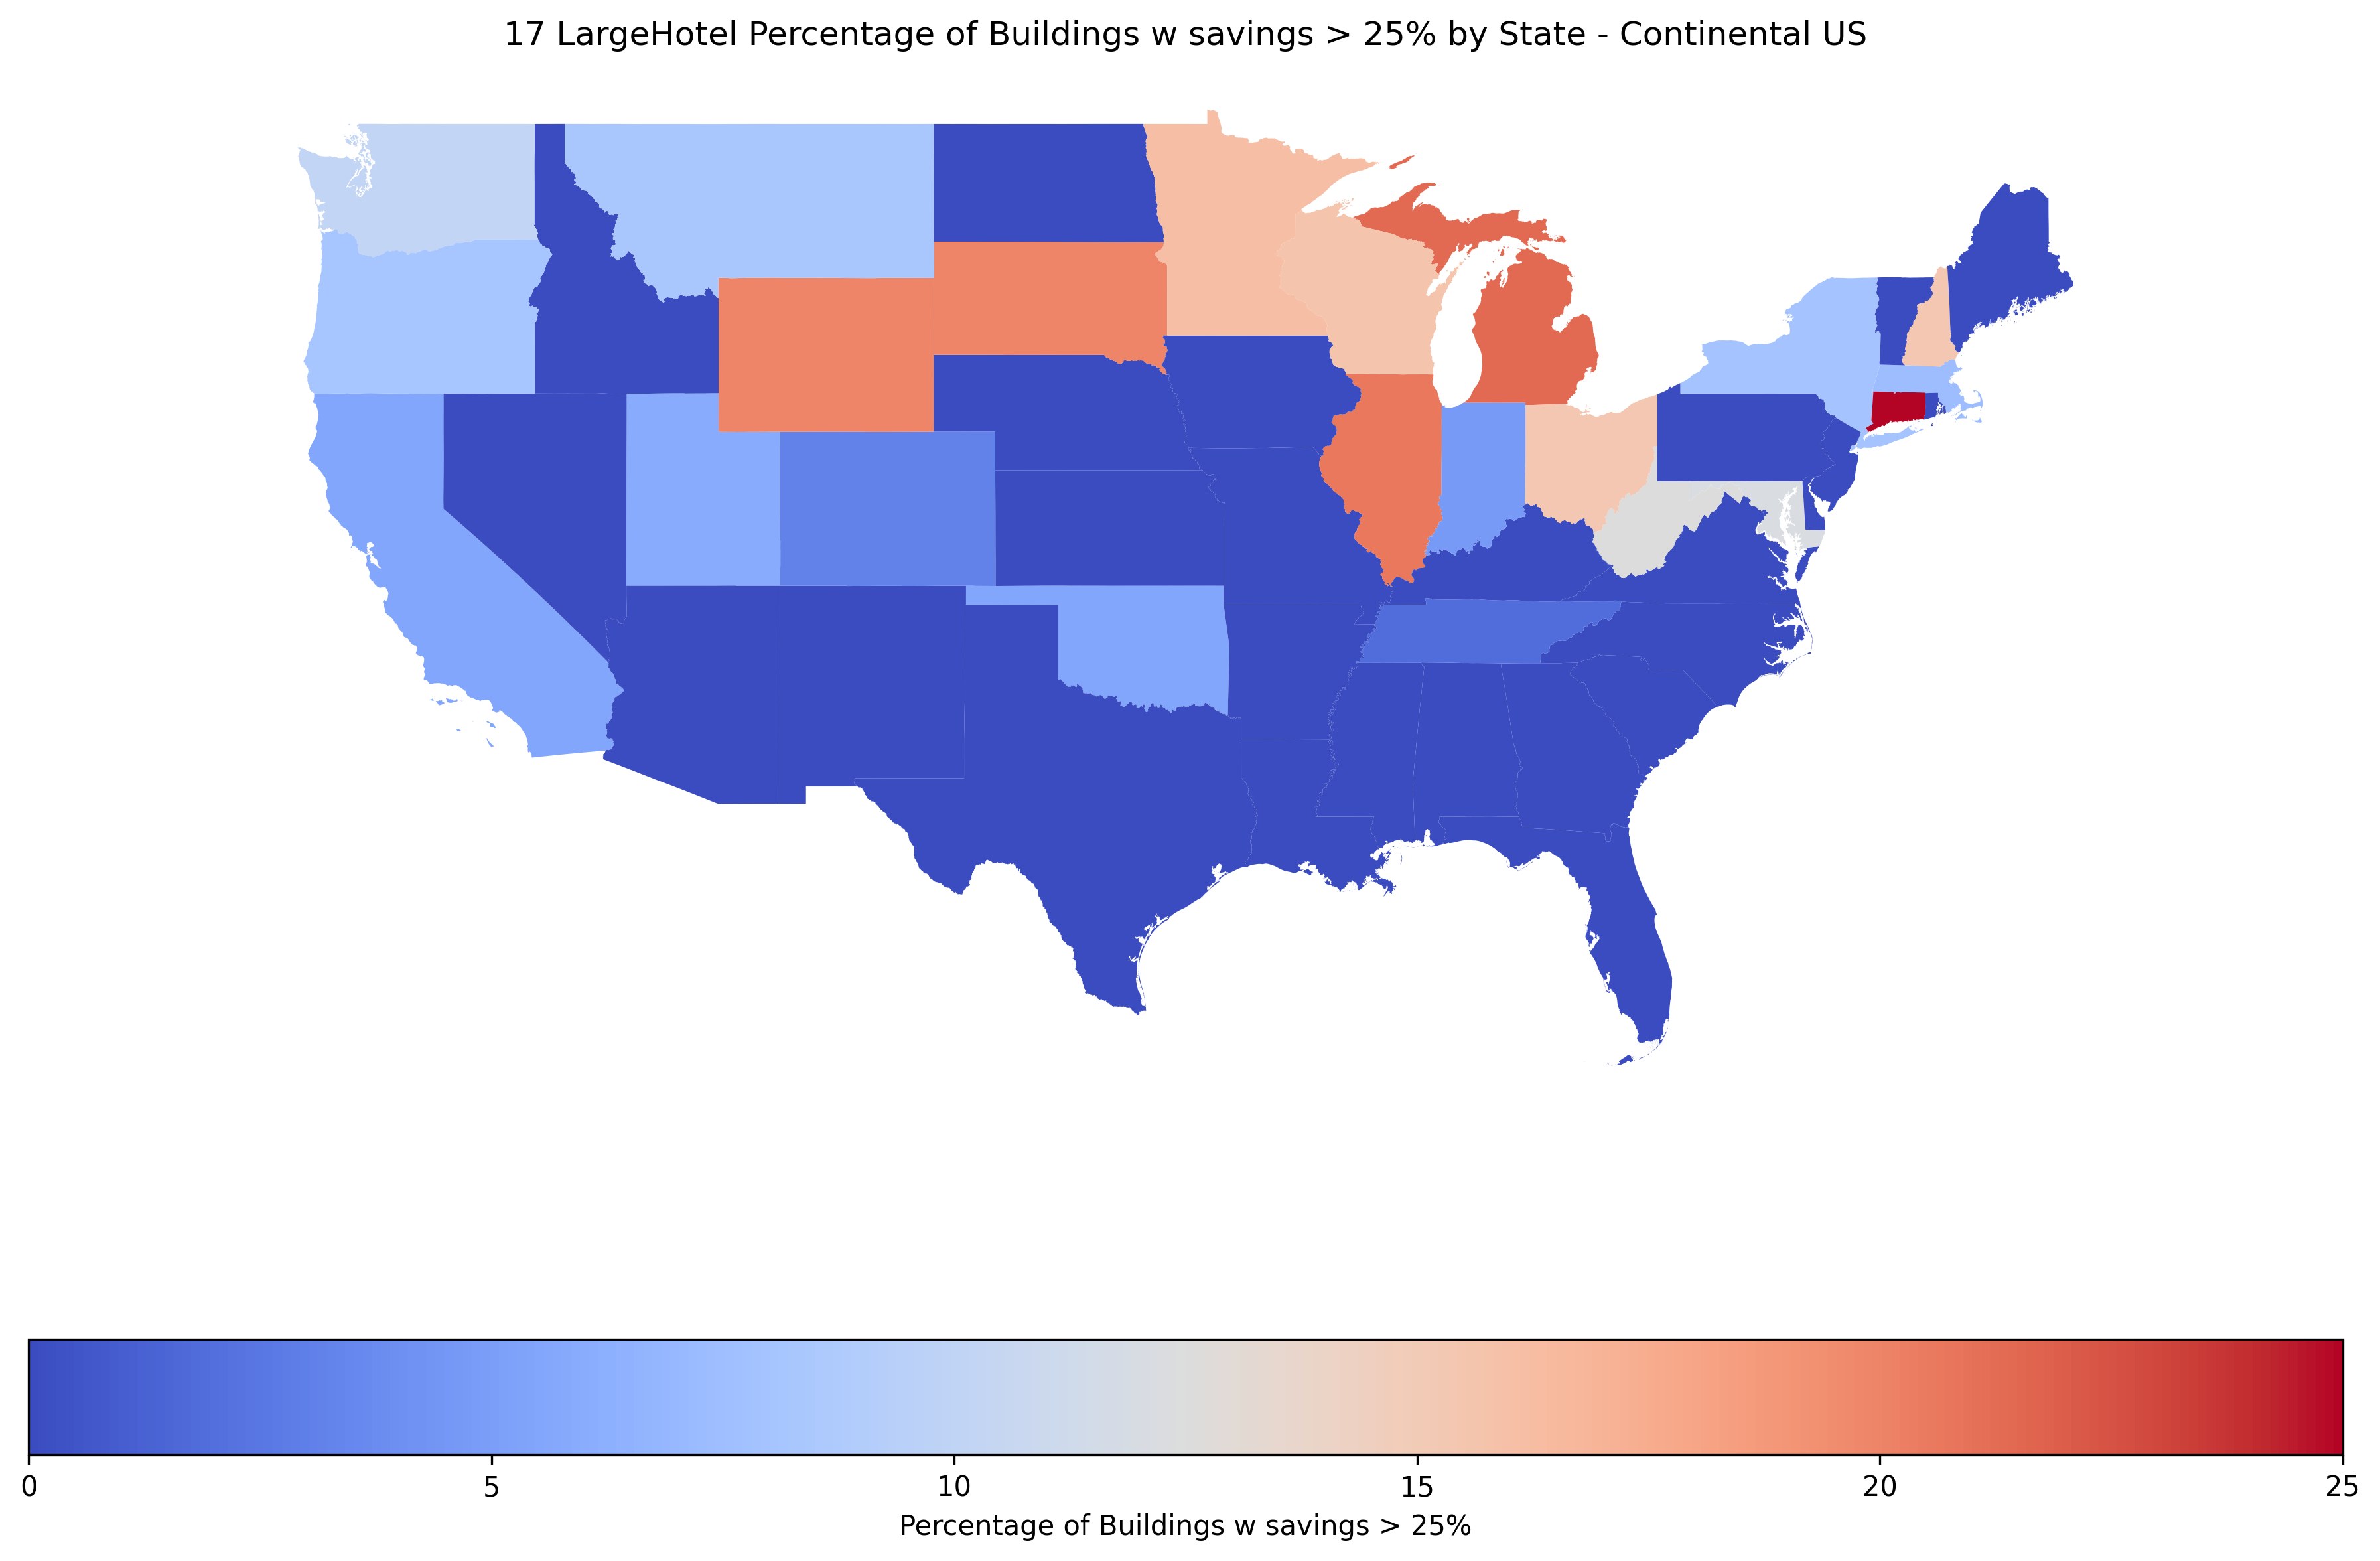 17 LargeHotel Percentage of Buildings w savings > 25% by State - Continental US
0 5 10 15 20 25
Percentage of Buildings w savings > 25%